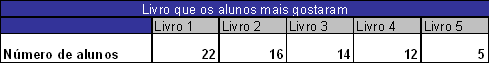 Livro que os alunos mais gostaram
Livro 1 Livro 2 Livro 3 Livro 4 Livro 5
Número de alunos 22 16 14 12 5